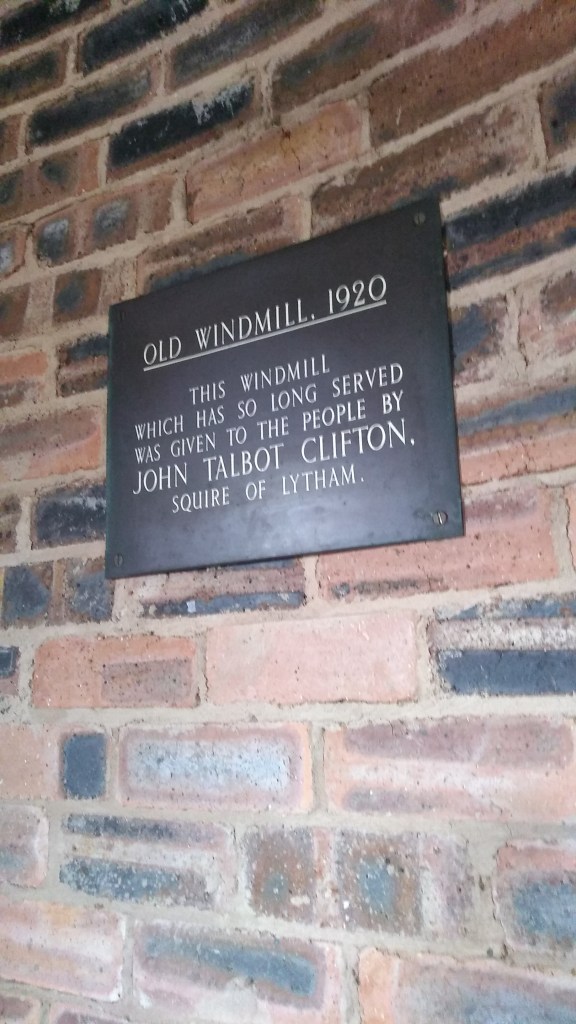 OLD WINDMILL. 1920
THIS WINDMILL
WHICH HAS SO LONG SERVED
WAS GIVEN TO THE PEOPLE BY
JOHN TALBOT CLIFTON,
SQUIRE OF LYTHAM.